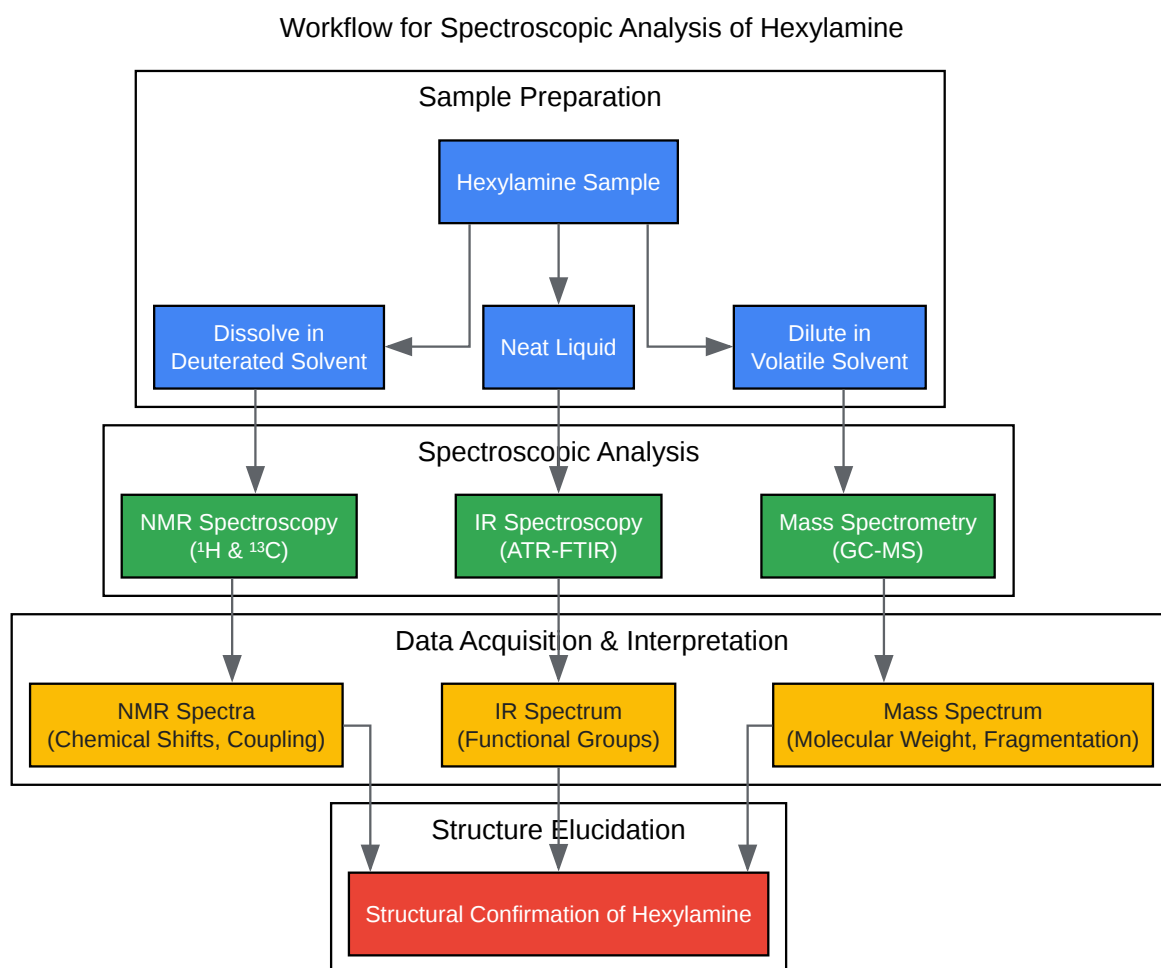 Workflow for Spectroscopic Analysis of Hexylamine
Sample Preparation
Hexylamine Sample
Dissolve in
Deuterated Solvent
Neat Liquid
Dilute in
Volatile Solvent
Spectroscopic Analysis
NMR Spectroscopy
(¹H & ¹³C)
IR Spectroscopy
(ATR-FTIR)
Mass Spectrometry
(GC-MS)
Data Acquisition & Interpretation
NMR Spectra
(Chemical Shifts, Coupling)
IR Spectrum
(Functional Groups)
Mass Spectrum
(Molecular Weight, Fragmentation)
Structure Elucidation
Structural Confirmation of Hexylamine